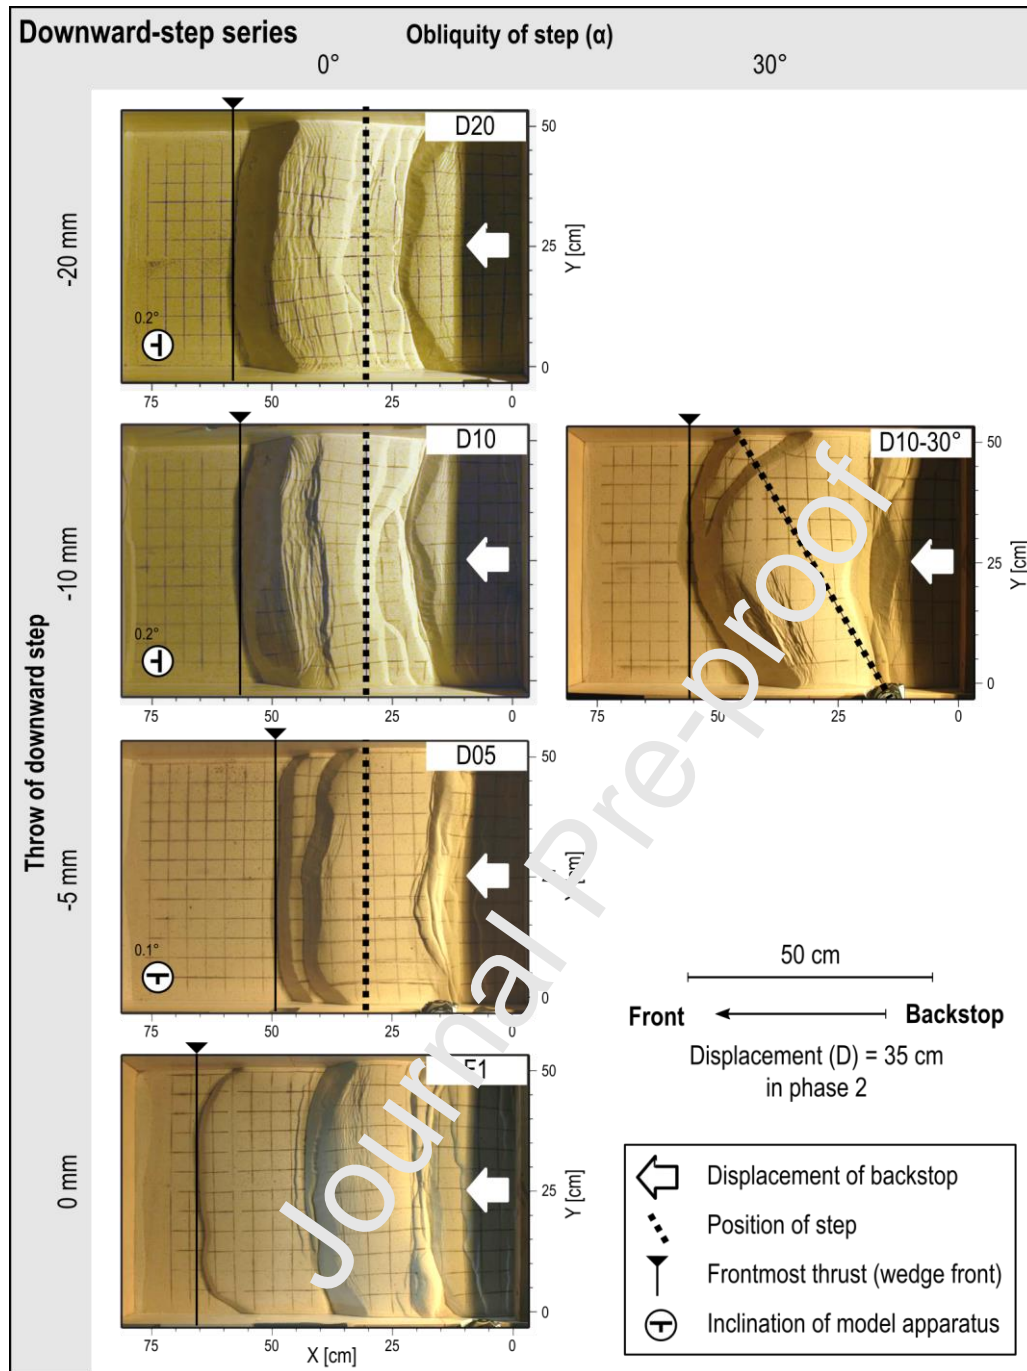 Downward-step series
Obliquity of step (α)
0°
30°
Throw of downward step
-20 mm
D20
0.2°
50
25
0
Y [cm]
75
50
25
0
-10 mm
D10
0.2°
75
50
25
0
D10-30°
50
25
0
Y [cm]
75
50
25
0
-5 mm
D05
0.1°
50
0
75
50
25
0
0 mm
50
25
0
Y [cm]
75
50
25
0
X [cm]
50 cm
Front
Backstop
Displacement (D) = 35 cm
in phase 2
Displacement of backstop
Position of step
Frontmost thrust (wedge front)
Inclination of model apparatus
Journal Pre-proof